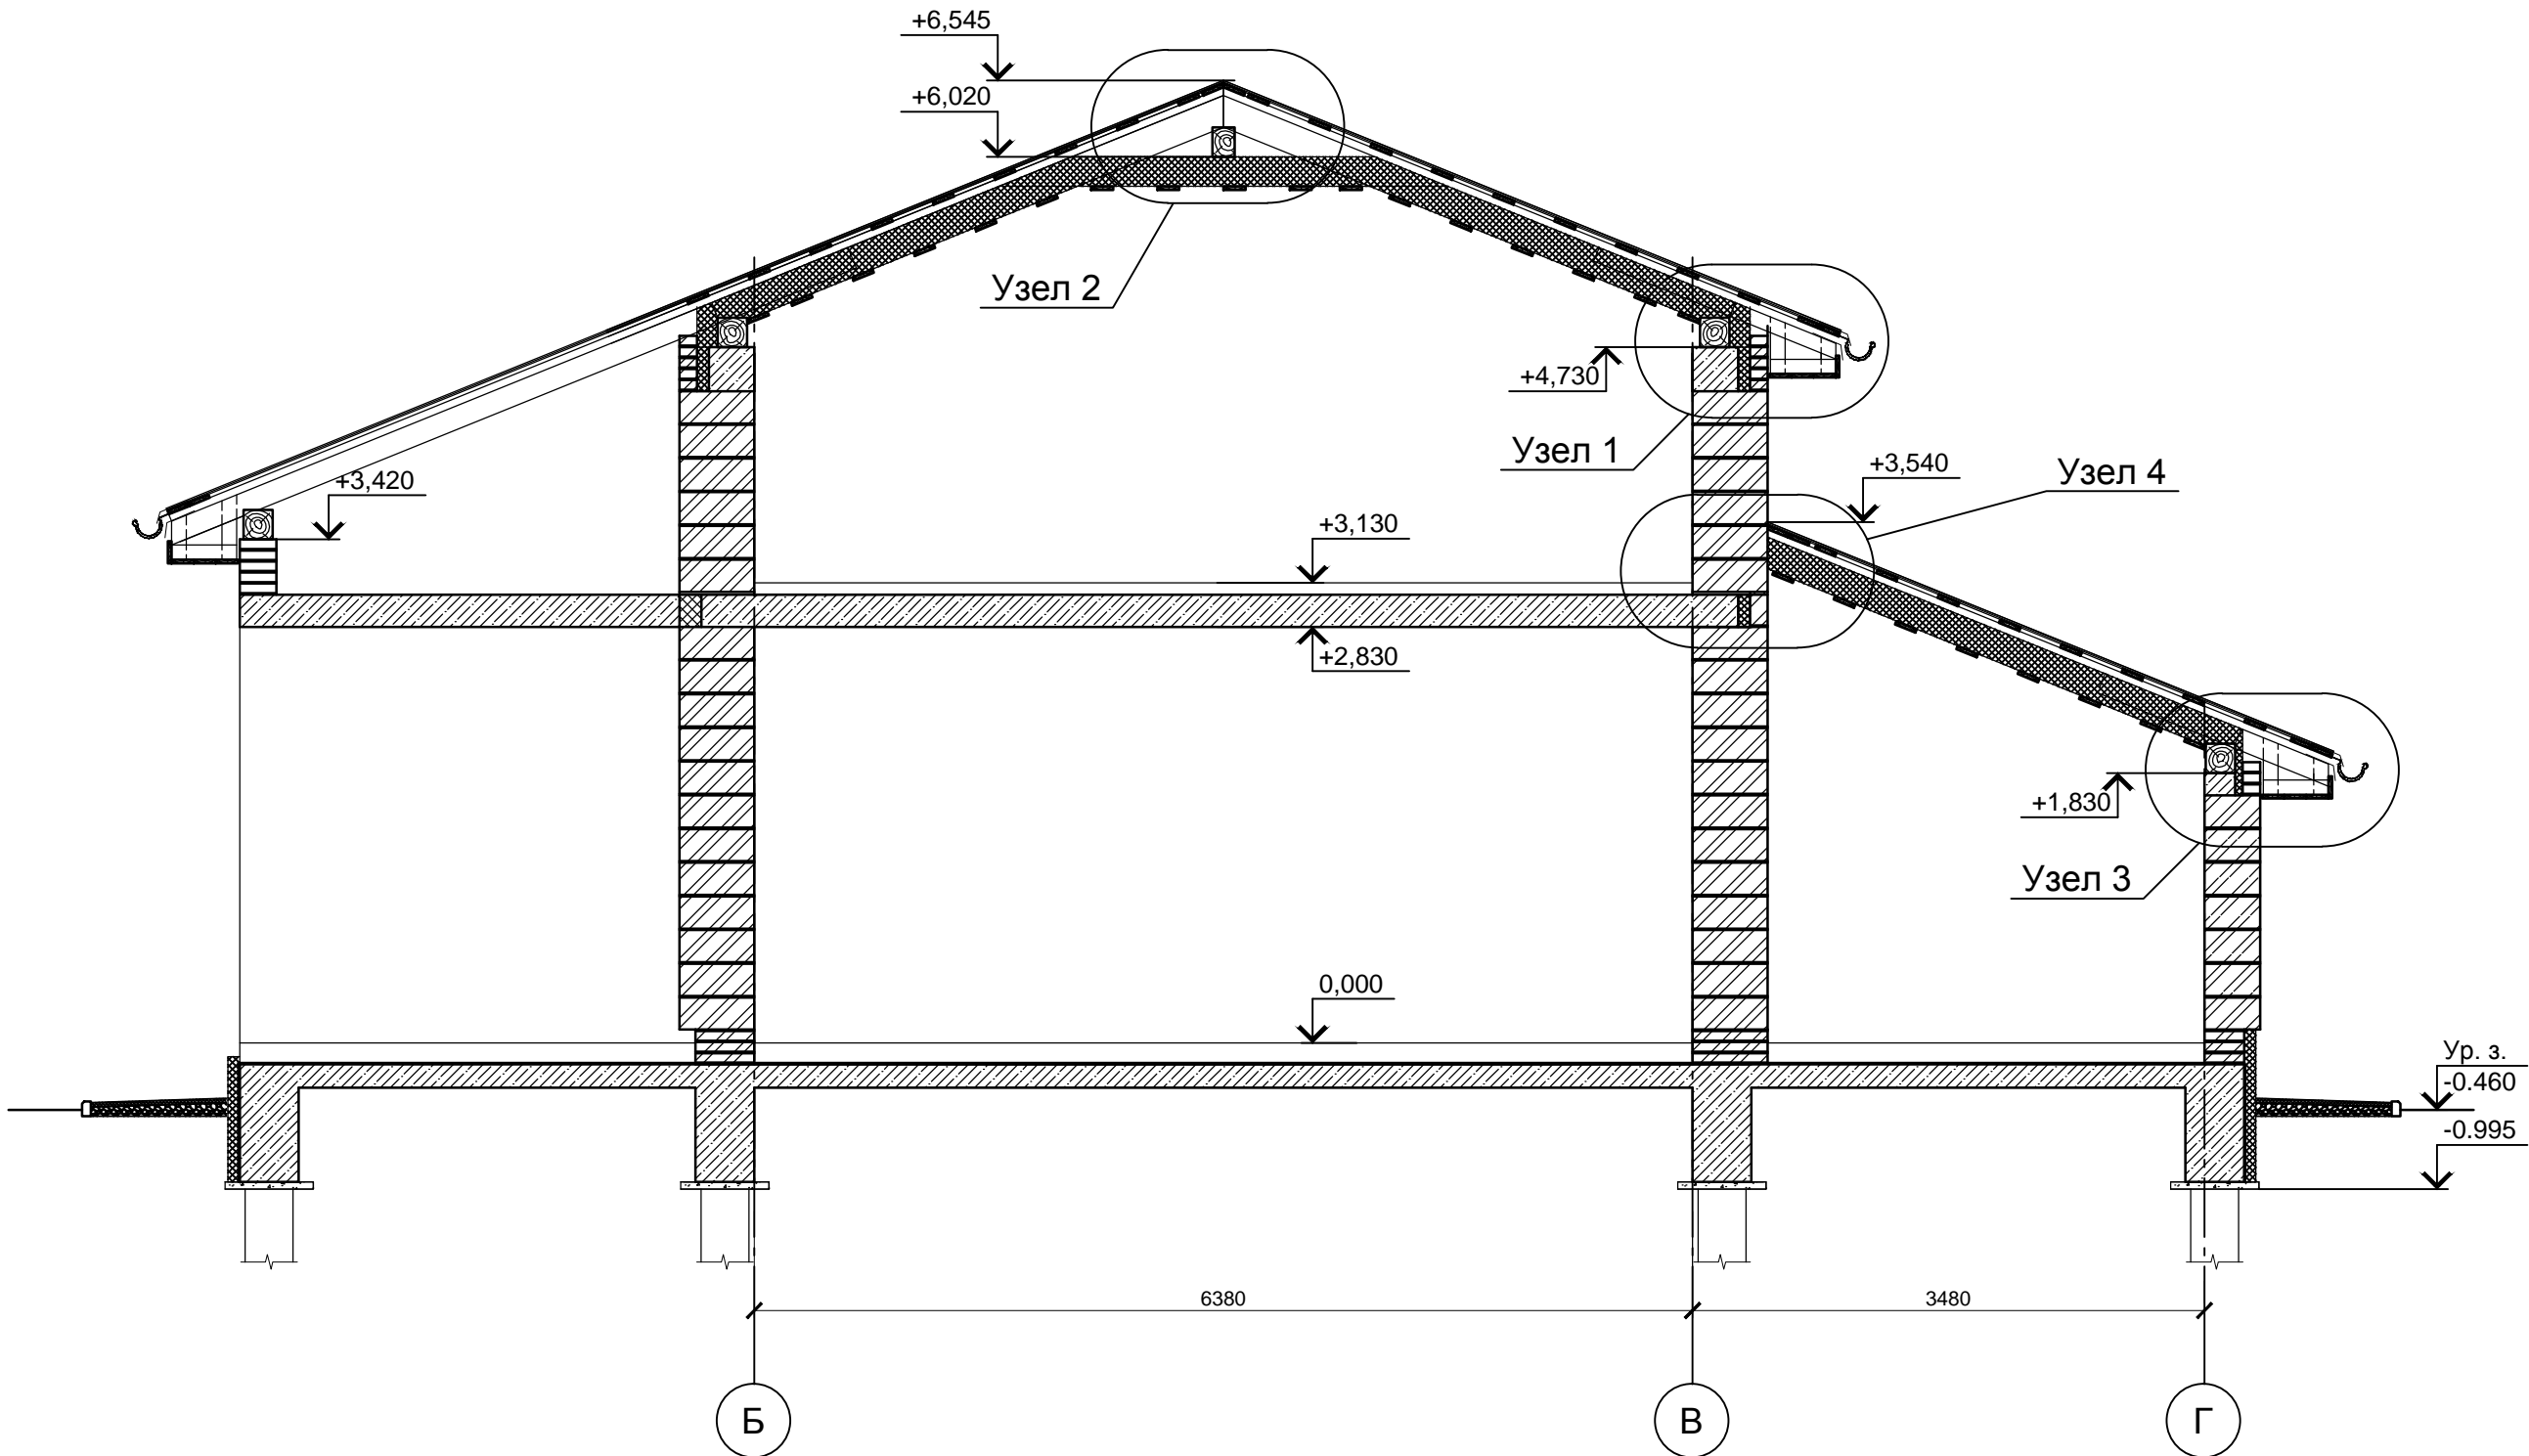 +6,545
+6,020
Узел 2
+4,730
Узел 1
+3,420
+3,540
Узел 4
+3,130
+2,830
+1,830
Узел 3
0,000
Ур. з.
-0.460
-0.995
6380
3480
Б
В
Г